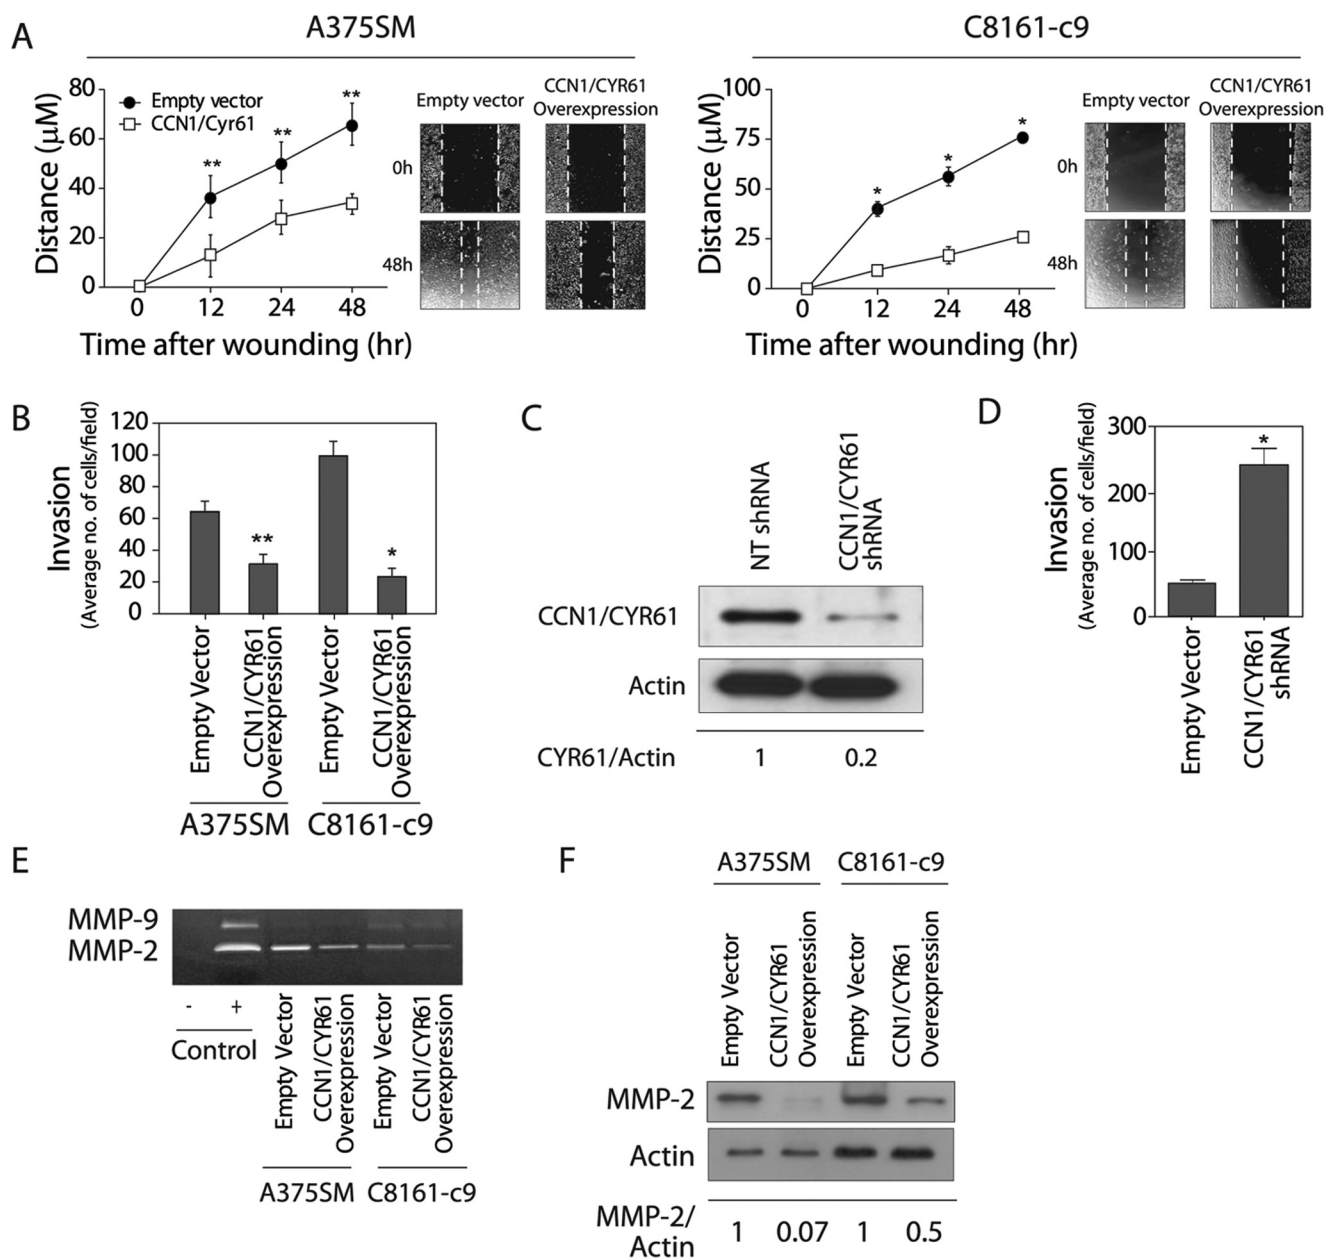 A
A375SM
C8161-c9
Distance (μM)
80
60
40
20
0
Empty vector
CCN1/Cyr61
**
**
**
0
12
24
48
Time after wounding (hr)
Empty vector
CCN1/CYR61
Overexpression
0h
48h
Distance (μM)
100
75
50
25
0
*
*
*
0
12
24
48
Time after wounding (hr)
Empty vector
CCN1/CYR61
Overexpression
0h
48h
B
Invasion
(Average no. of cells/field)
120
100
80
60
40
20
0
**
*
Empty Vector
CCN1/CYR61
Overexpression
Empty Vector
CCN1/CYR61
Overexpression
A375SM
C8161-c9
C
NT shRNA
CCN1/CYR61
shRNA
CCN1/CYR61
Actin
CYR61/Actin 1 0.2
D
Invasion
(Average no. of cells/field)
300
200
100
0
*
Empty Vector
CCN1/CYR61
shRNA
E
MMP-9
MMP-2
- +
Control
Empty Vector
CCN1/CYR61
Overexpression
Empty Vector
CCN1/CYR61
Overexpression
A375SM
C8161-c9
F
A375SM
C8161-c9
Empty Vector
CCN1/CYR61
Overexpression
Empty Vector
CCN1/CYR61
Overexpression
MMP-2
Actin
MMP-2/
Actin
1 0.07 1 0.5